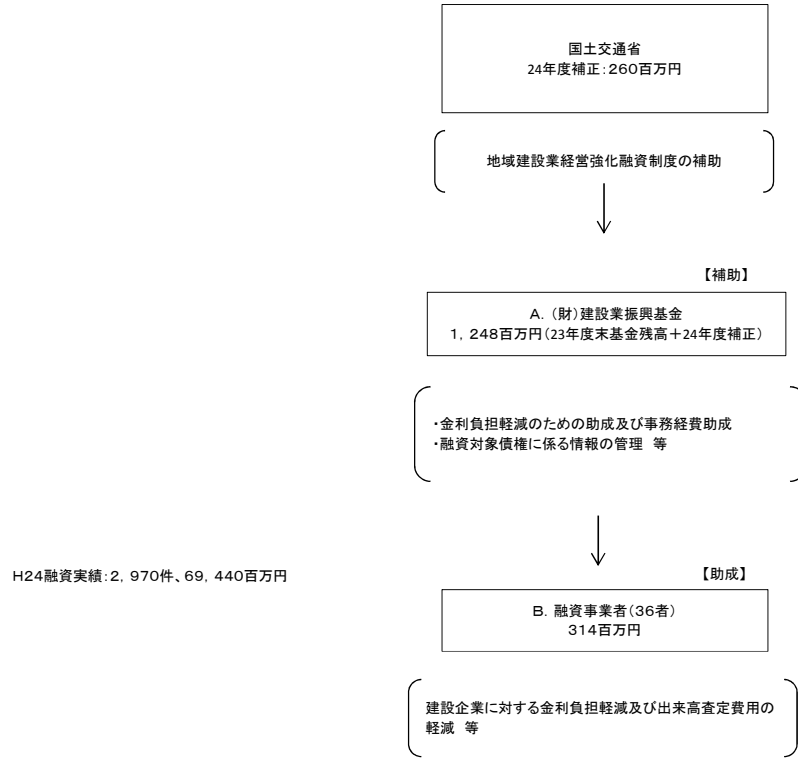 国土交通省
24年度補正：260百万円
地域建設業経営強化融資制度の補助
【補助】
A．（財）建設業振興基金
1，248百万円（23年度末基金残高＋24年度補正）
・金利負担軽減のための助成及び事務経費助成
・融資対象債権に係る情報の管理　等
H24融資実績：2，970件、69，440百万円
【助成】
B．融資事業者（36者）
314百万円
建設企業に対する金利負担軽減及び出来高査定費用の
軽減　等